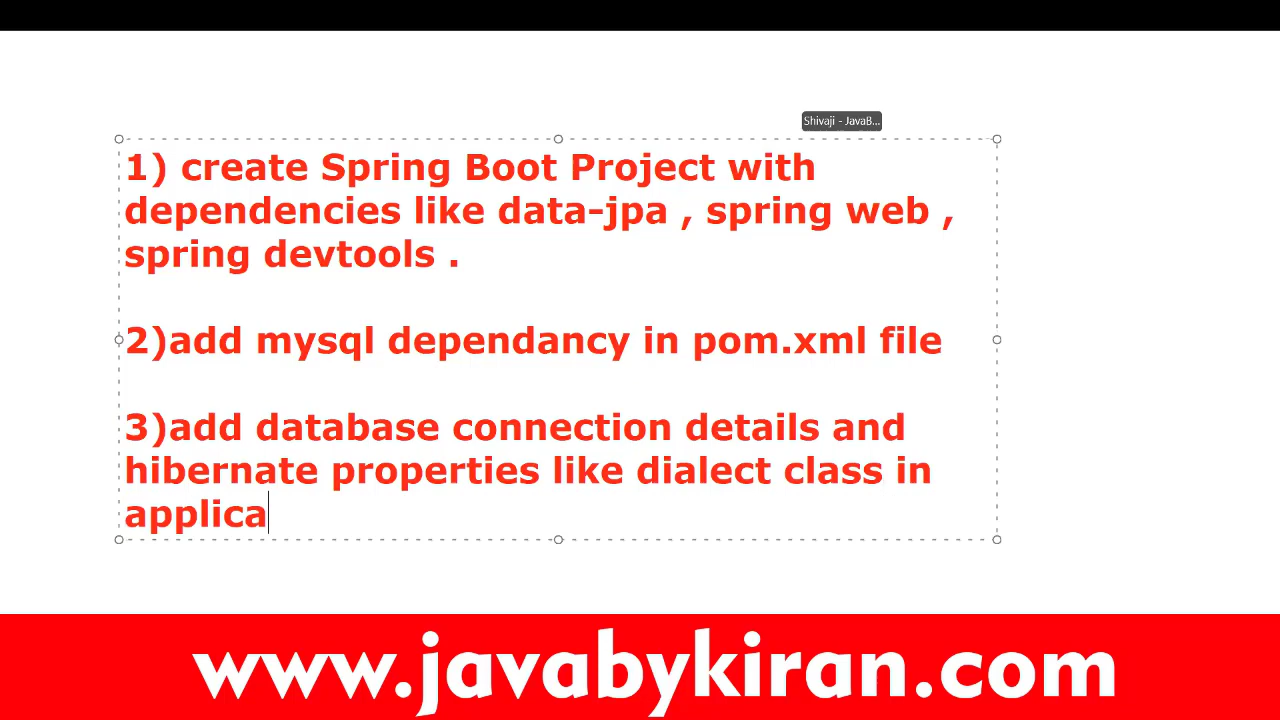 Shivaji - JavaB...
1) create Spring Boot Project with
dependencies like data-jpa , spring web ,
spring devtools .
2)add mysql dependancy in pom.xml file
3)add database connection details and
hibernate properties like dialect class in
applica
www.javabykiran.com